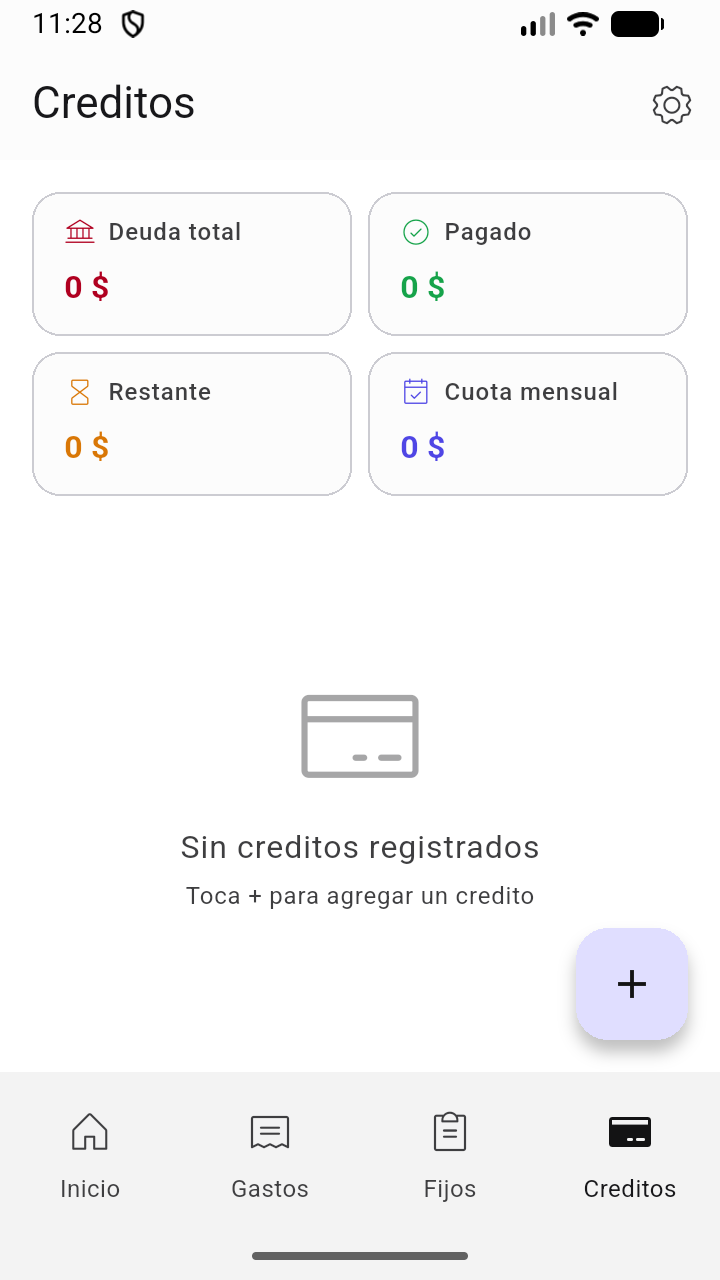 11:28
Creditos
Deuda total
0 $
Pagado
0 $
Restante
0 $
Cuota mensual
0 $
Sin creditos registrados
Toca + para agregar un credito
+
Inicio
Gastos
Fijos
Creditos